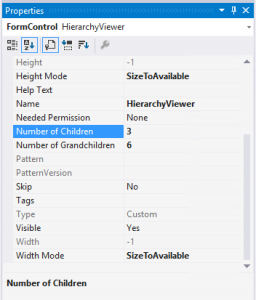 Properties
FormControl HierarchyViewer
Height -1
Height Mode SizeToAvailable
Help Text
Name HierarchyViewer
Needed Permission None
Number of Children 3
Number of Grandchildren 6
Pattern
PatternVersion
Skip No
Tags
Type Custom
Visible Yes
Width -1
Width Mode SizeToAvailable
Number of Children